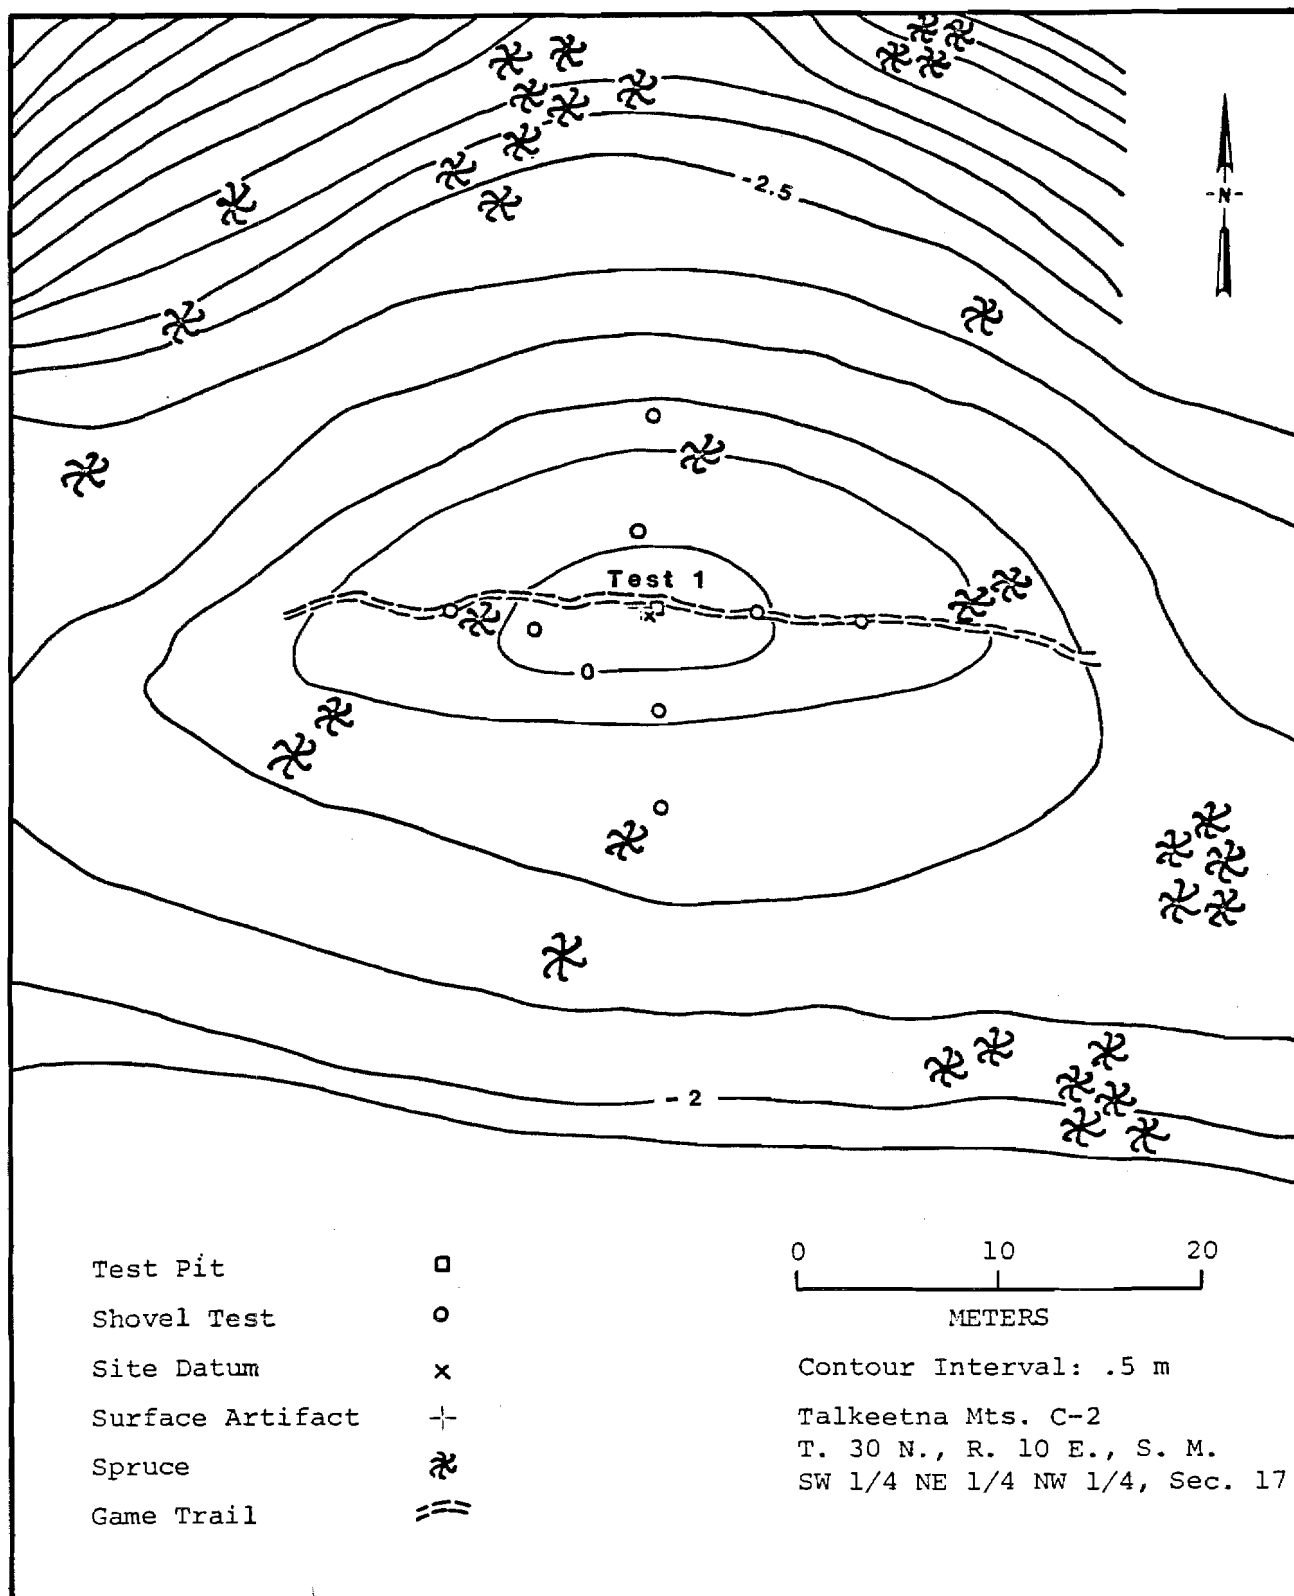 -2.5
-N-
Test 1
0
-2
Test Pit
Shovel Test
Site Datum
Surface Artifact
Spruce
Game Trail
0 10 20
METERS
Contour Interval: .5 m
Talkeetna Mts. C-2
T. 30 N., R. 10 E., S. M.
SW 1/4 NE 1/4 NW 1/4, Sec. 17